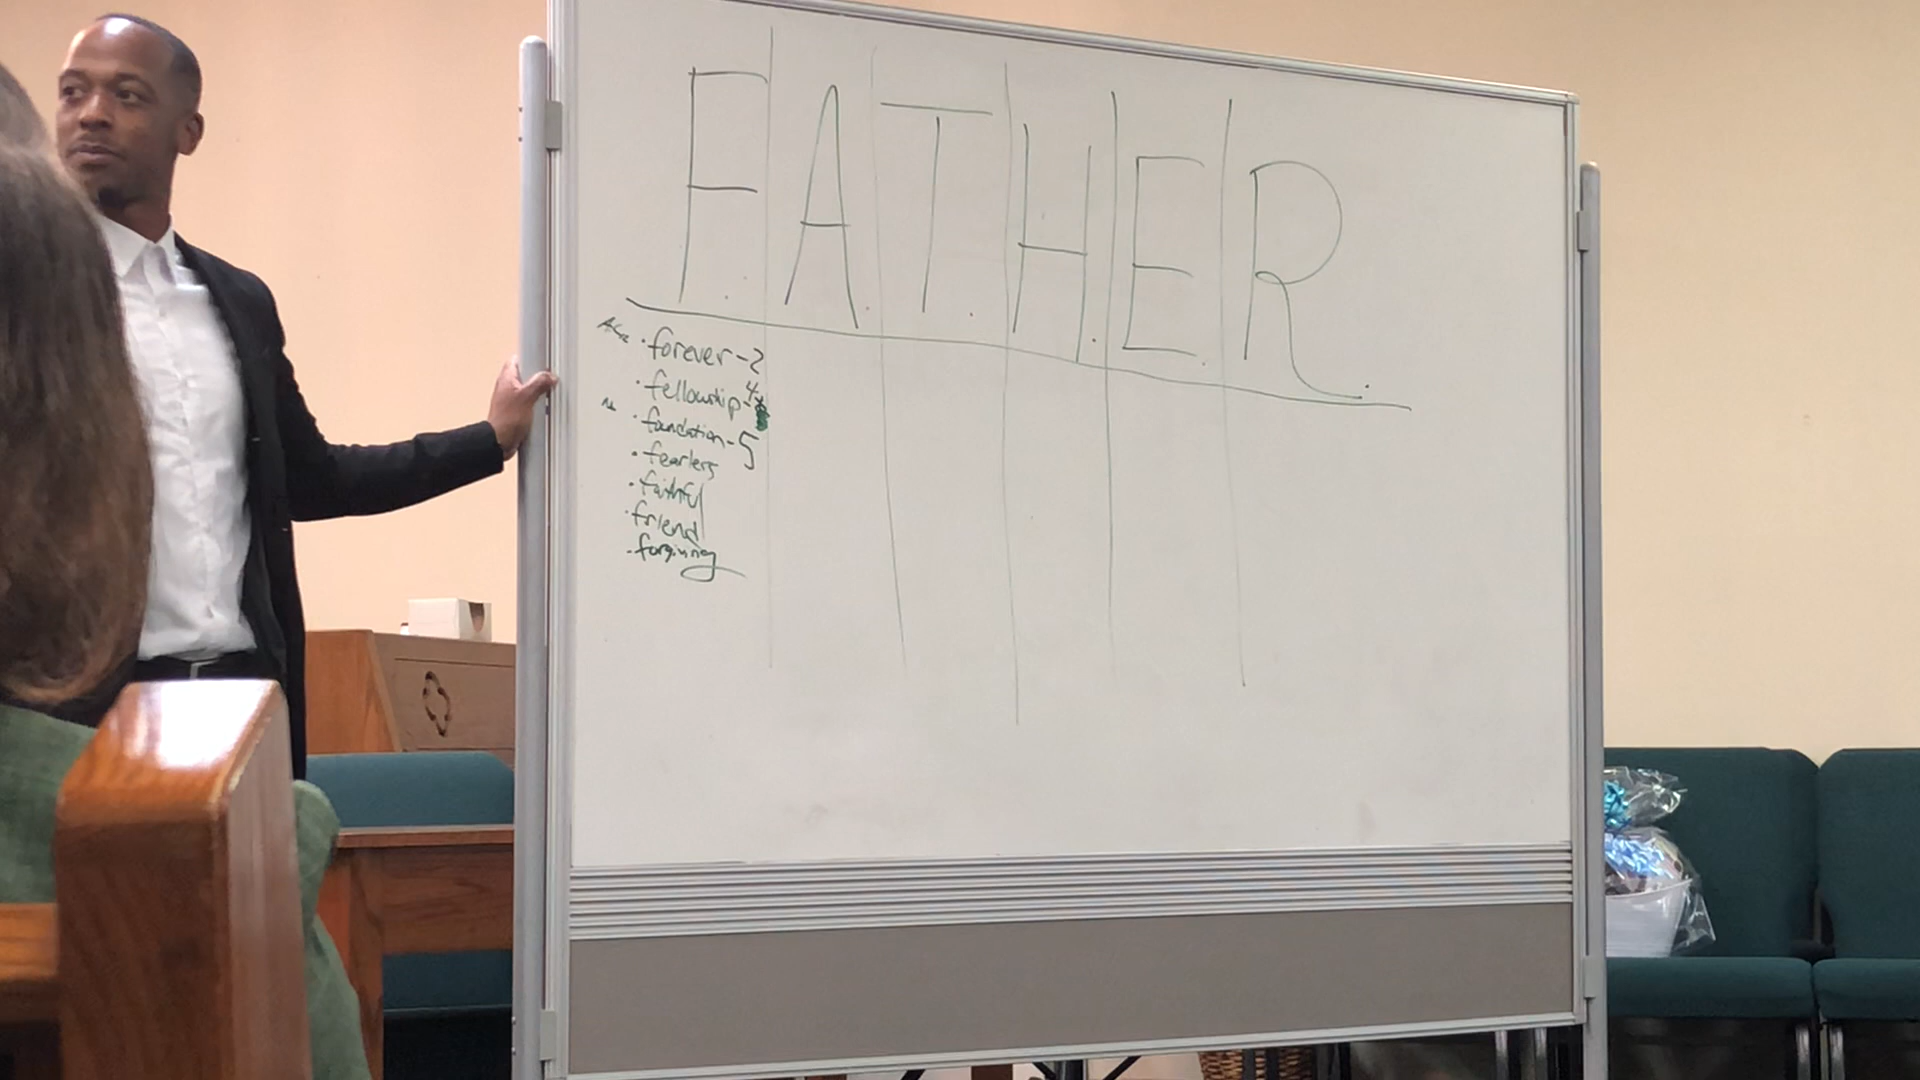 F.A.T.H.E.R.
• forever - 2
• fellowship - 4
• foundation - 5
• fearless
• faithful
• friend
• forgiving